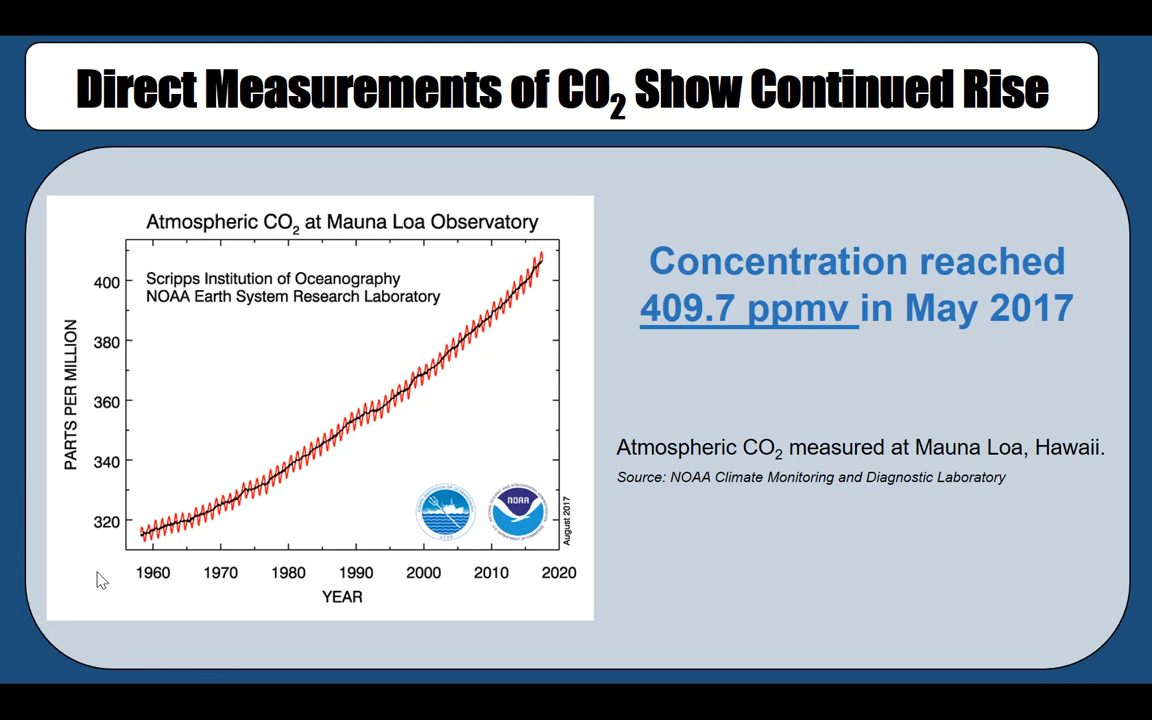 Direct Measurements of CO₂ Show Continued Rise
Atmospheric CO₂ at Mauna Loa Observatory
Scripps Institution of Oceanography
NOAA Earth System Research Laboratory
PARTS PER MILLION
400
380
360
340
320
NOAA
August 2017
1960 1970 1980 1990 2000 2010 2020
YEAR
Concentration reached
409.7 ppmv in May 2017
Atmospheric CO₂ measured at Mauna Loa, Hawaii.
Source: NOAA Climate Monitoring and Diagnostic Laboratory